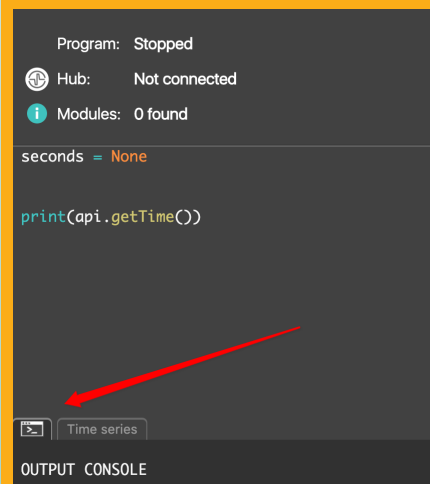 Program: Stopped
Hub: Not connected
i Modules: 0 found
seconds = None
print(api.getTime())
>_ Time series
OUTPUT CONSOLE